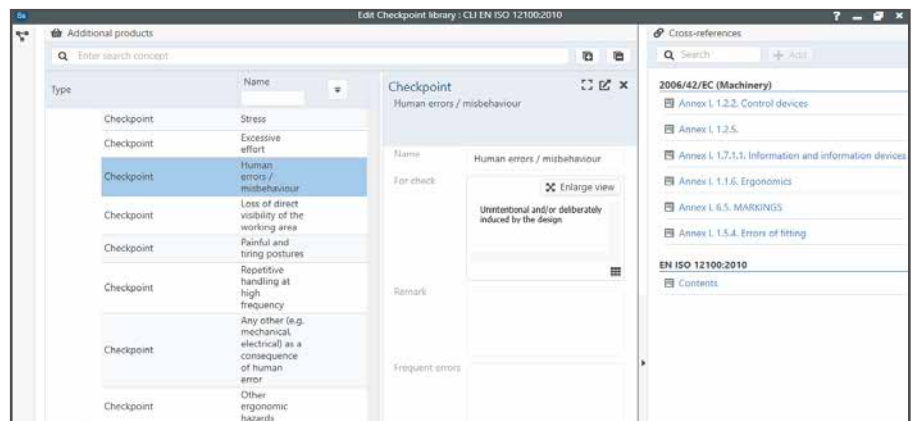 Edit Checkpoint library : CLI EN ISO 12100:2010
Additional products
Enter search concept
Type
Name
Checkpoint
Stress
Checkpoint
Excessive
effort
Checkpoint
Human
errors /
misbehaviour
Checkpoint
Loss of direct
visibility of the
working area
Checkpoint
Painful and
tiring postures
Checkpoint
Repetitive
handling at
high
frequency
Checkpoint
Any other (e.g.
mechanical,
electrical) as a
consequence
of human
error
Checkpoint
Other
ergonomic
hazards
Checkpoint
Human errors / misbehaviour
Name
Human errors / misbehaviour
For check
Enlarge view
Unintentional and/or deliberately
induced by the design
Remark
Frequent errors
Cross-references
Search
Add
2006/42/EC (Machinery)
Annex I, 1.2.2. Control devices
Annex I, 1.2.5.
Annex I, 1.7.1.1. Information and information devices
Annex I, 1.1.6. Ergonomics
Annex I, 6.5. MARKINGS
Annex I, 1.5.4. Errors of fitting
EN ISO 12100:2010
Contents